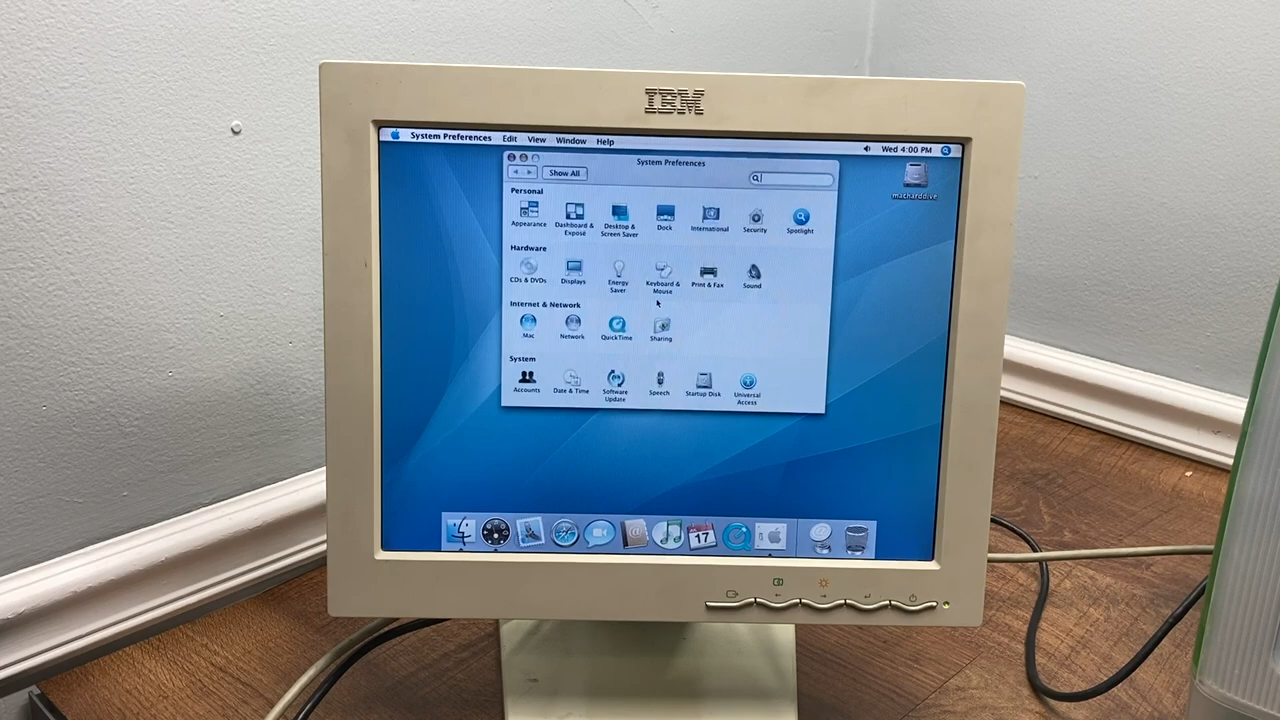 IBM
System Preferences Edit View Window Help
Wed 4:00 PM
System Preferences
Show All
macharddive
Personal
Appearance
Dashboard &
Exposé
Desktop &
Screen Saver
Dock
International
Security
Spotlight
Hardware
CDs & DVDs
Displays
Energy
Saver
Keyboard &
Mouse
Print & Fax
Sound
Internet & Network
.Mac
Network
QuickTime
Sharing
System
Accounts
Date & Time
Software
Update
Speech
Startup Disk
Universal
Access
17